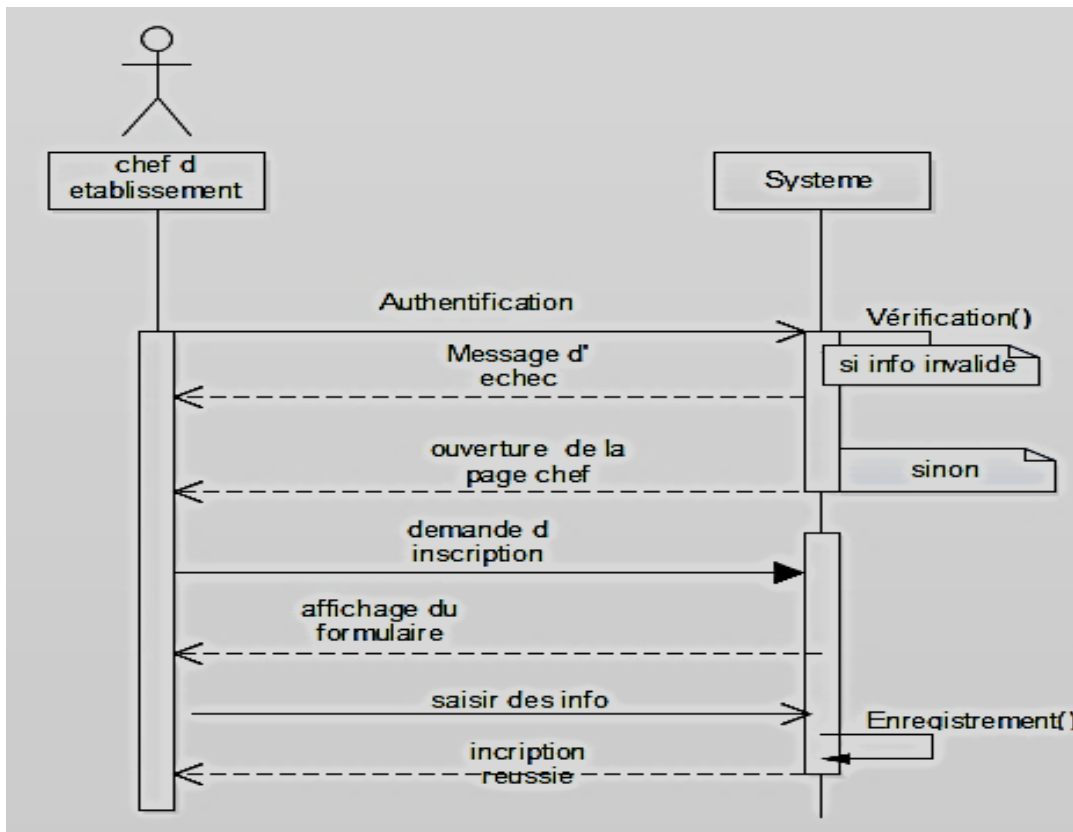 chef d
etablissement
Systeme
Authentification
Vérification()
Message d'
echec
si info invalide
ouverture de la
page chef
sinon
demande d
inscription
affichage du
formulaire
saisir des info
Enregistrement()
incription
reussie